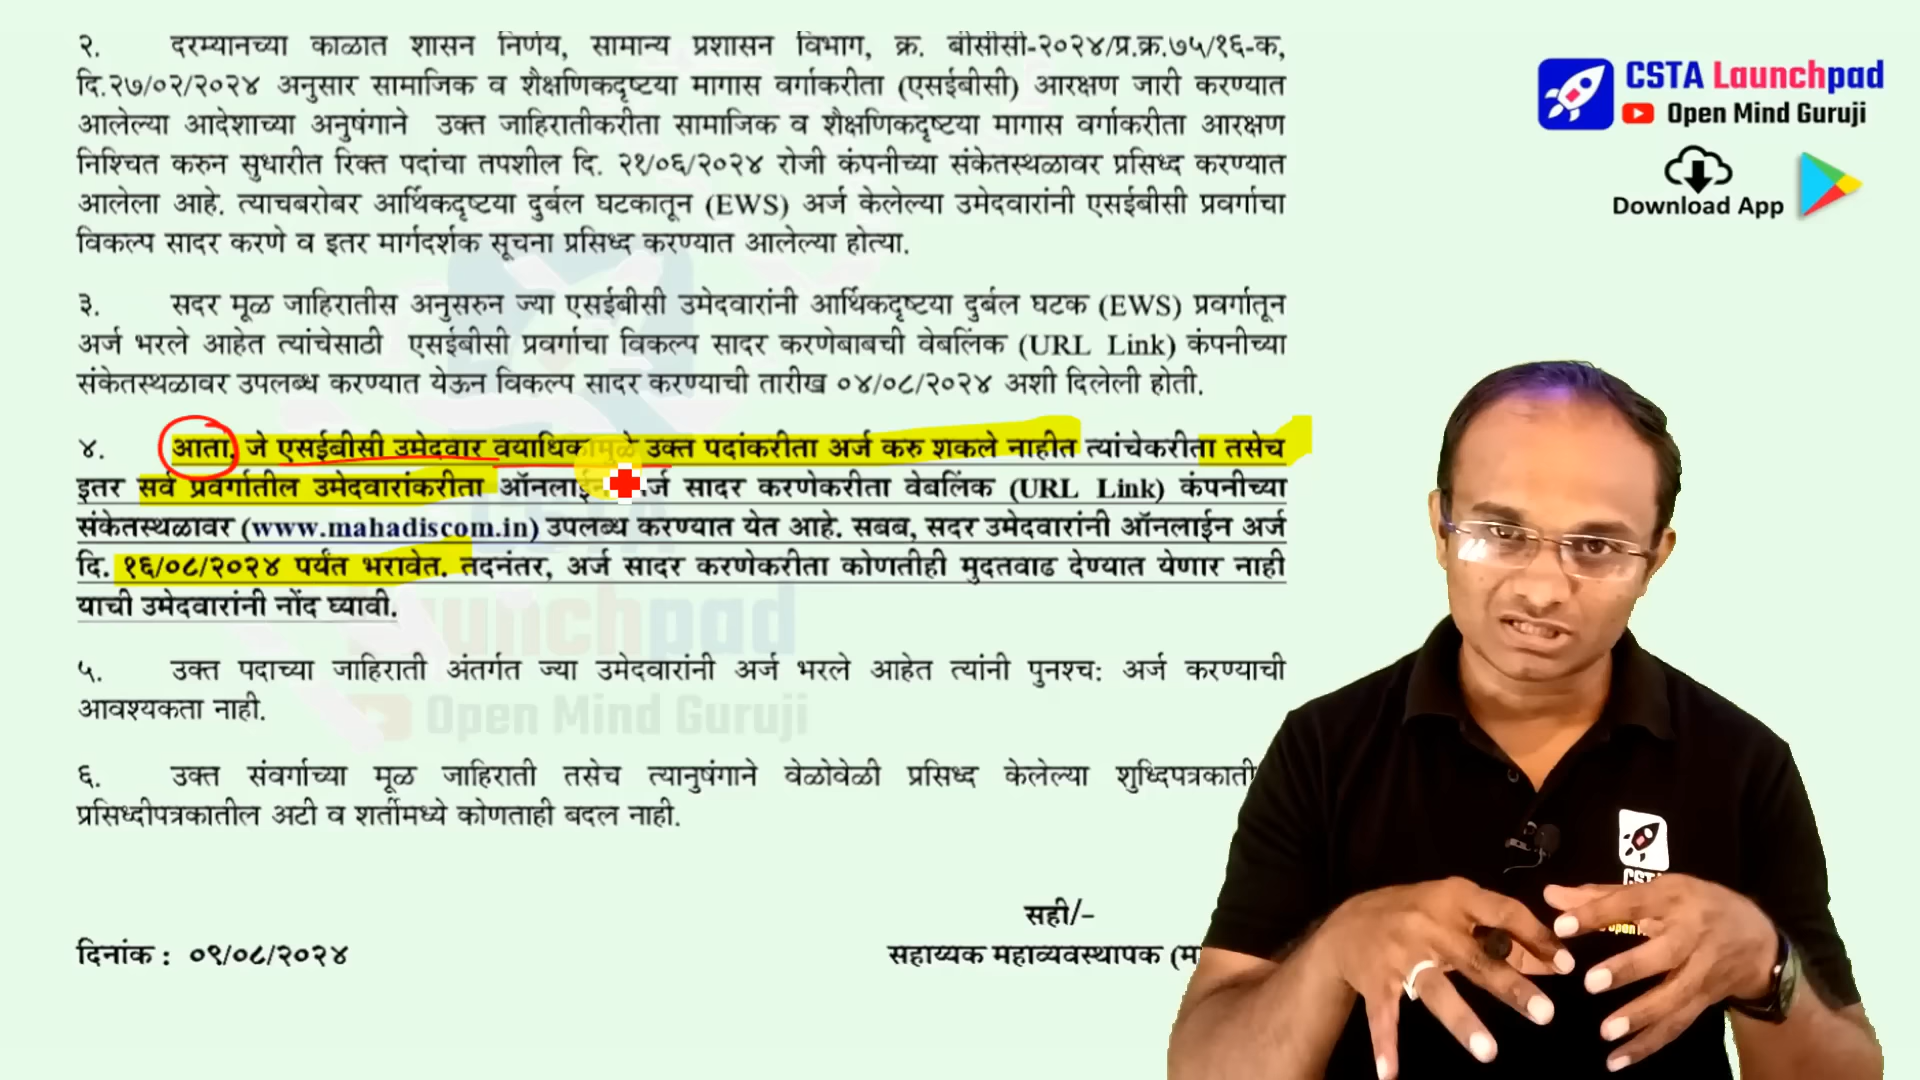 २. दरम्यानच्या काळात शासन निर्णय, सामान्य प्रशासन विभाग, क्र. बीसीसी-२०२४/प्र.क्र.७५/१६-क,
दि.२७/०२/२०२४ अनुसार सामाजिक व शैक्षणिकदृष्टया मागास वर्गाकरीता (एसईबीसी) आरक्षण जारी करण्यात
आलेल्या आदेशाच्या अनुषंगाने उक्त जाहिरातीकरीता सामाजिक व शैक्षणिकदृष्टया मागास वर्गाकरीता आरक्षण
निश्चित करुन सुधारीत रिक्त पदांचा तपशील दि. २१/०६/२०२४ रोजी कंपनीच्या संकेतस्थळावर प्रसिध्द करण्यात
आलेला आहे. त्याचबरोबर आर्थिकदृष्टया दुर्बल घटकातून (EWS) अर्ज केलेल्या उमेदवारांनी एसईबीसी प्रवर्गाचा
विकल्प सादर करणे व इतर मार्गदर्शक सूचना प्रसिध्द करण्यात आलेल्या होत्या.
३. सदर मूळ जाहिरातीस अनुसरुन ज्या एसईबीसी उमेदवारांनी आर्थिकदृष्टया दुर्बल घटक (EWS) प्रवर्गातून
अर्ज भरले आहेत त्यांचेसाठी एसईबीसी प्रवर्गाचा विकल्प सादर करणेबाबची वेबलिंक (URL Link) कंपनीच्या
संकेतस्थळावर उपलब्ध करण्यात येऊन विकल्प सादर करण्याची तारीख ०४/०८/२०२४ अशी दिलेली होती.
४. आता, जे एसईबीसी उमेदवार वयाधिकामुळे उक्त पदांकरीता अर्ज करु शकले नाहीत त्यांचेकरीता तसेच
इतर सर्व प्रवर्गातील उमेदवारांकरीता ऑनलाईन अर्ज सादर करणेकरीता वेबलिंक (URL Link) कंपनीच्या
संकेतस्थळावर (www.mahadiscom.in) उपलब्ध करण्यात येत आहे. सबब, सदर उमेदवारांनी ऑनलाईन अर्ज
दि. १६/०८/२०२४ पर्यंत भरावेत. तदनंतर, अर्ज सादर करणेकरीता कोणतीही मुदतवाढ देण्यात येणार नाही
याची उमेदवारांनी नोंद घ्यावी.
५. उक्त पदाच्या जाहिराती अंतर्गत ज्या उमेदवारांनी अर्ज भरले आहेत त्यांनी पुनश्च: अर्ज करण्याची
आवश्यकता नाही.
६. उक्त संवर्गाच्या मूळ जाहिराती तसेच त्यानुषंगाने वेळोवेळी प्रसिध्द केलेल्या
प्रसिध्दीपत्रकातील अटी व शर्तीमध्ये कोणताही बदल नाही.
सही/-
दिनांक : ०९/०८/२०२४
सहाय्यक महाव्यवस्थापक
CSTA Launchpad
Open Mind Guruji
Download App
Launchpad
Open Mind Guruji